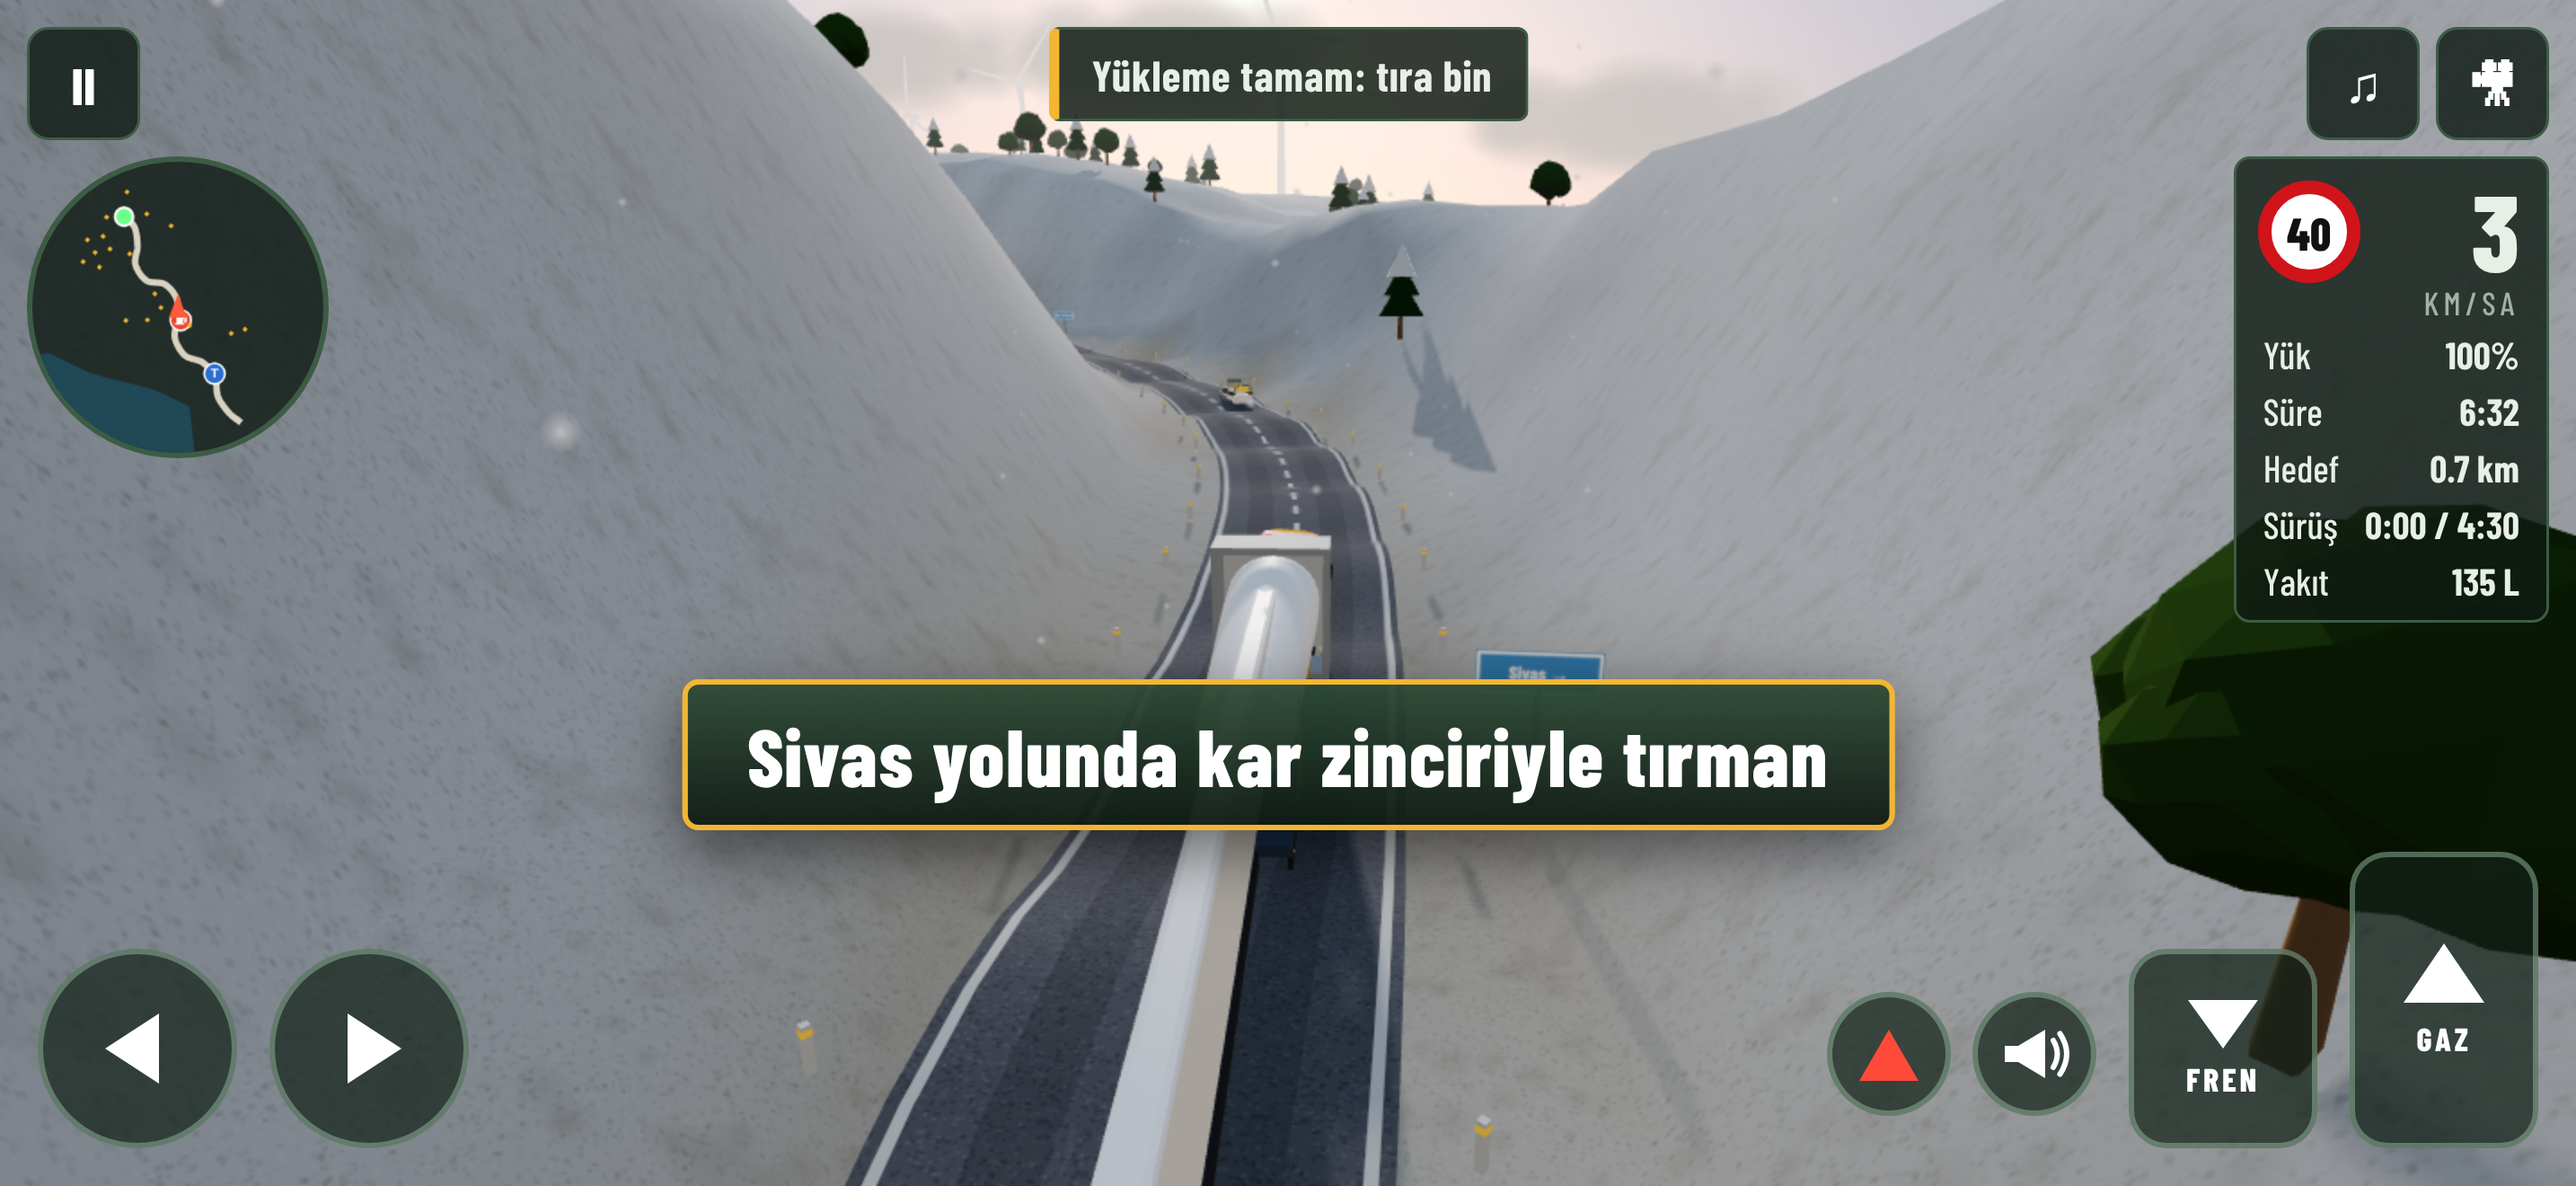 Yükleme tamam: tıra bin
40
3
KM/SA
Yük 100%
Süre 6:32
Hedef 0.7 km
Sürüş 0:00 / 4:30
Yakıt 135 L
T
Sivas
Sivas yolunda kar zinciriyle tırman
FREN
GAZ